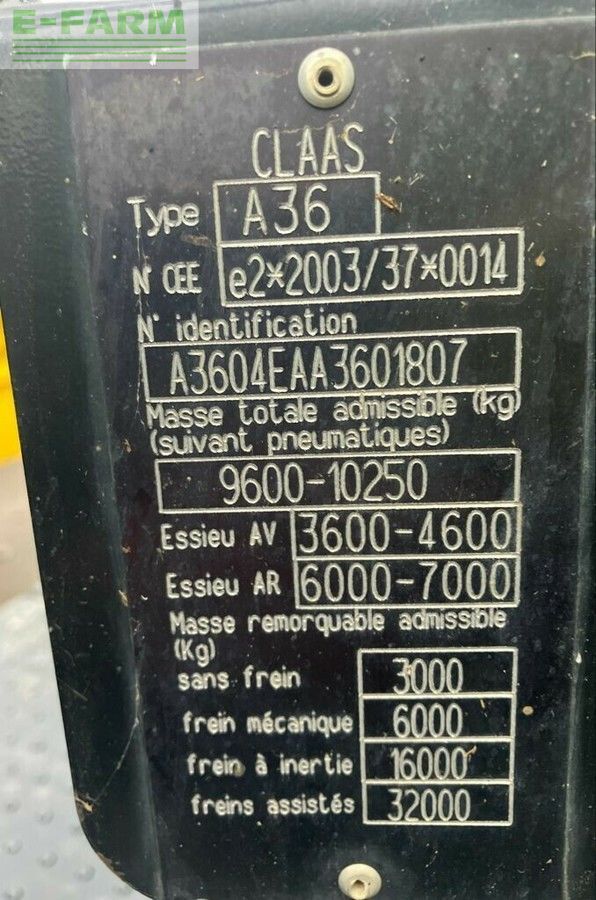 E-FARM
CLAAS
Type A36
N° CEE e2*2003/37*0014
N° identification
A3604EAA3601807
Masse totale admissible (kg)
(suivant pneumatiques)
9600-10250
Essieu AV 3600-4600
Essieu AR 6000-7000
Masse remorquable admissible
(Kg)
sans frein 3000
frein mécanique 6000
frein à inertie 16000
freins assistés 32000